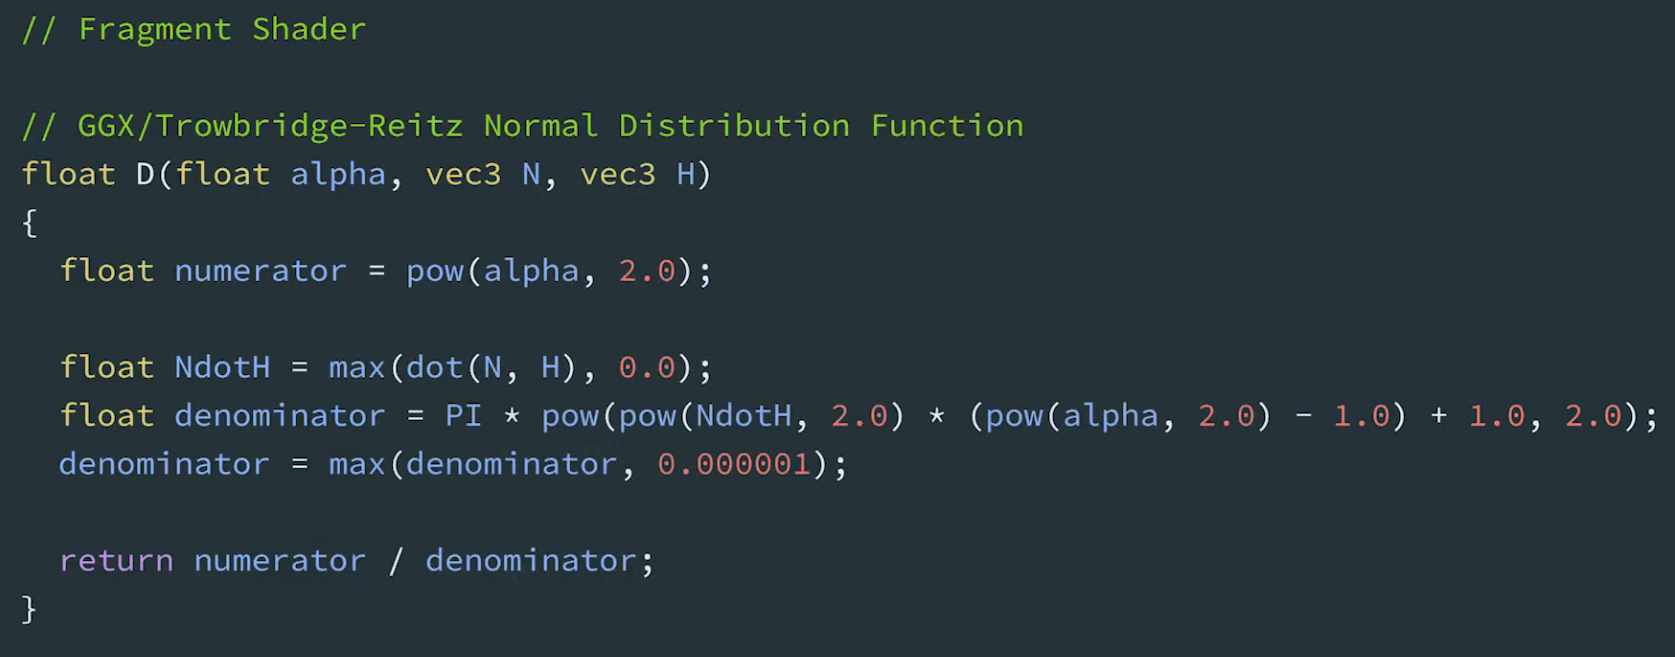 // Fragment Shader
// GGX/Trowbridge-Reitz Normal Distribution Function
float D(float alpha, vec3 N, vec3 H)
{
float numerator = pow(alpha, 2.0);
float NdotH = max(dot(N, H), 0.0);
float denominator = PI * pow(pow(NdotH, 2.0) * (pow(alpha, 2.0) - 1.0) + 1.0, 2.0);
denominator = max(denominator, 0.000001);
return numerator / denominator;
}